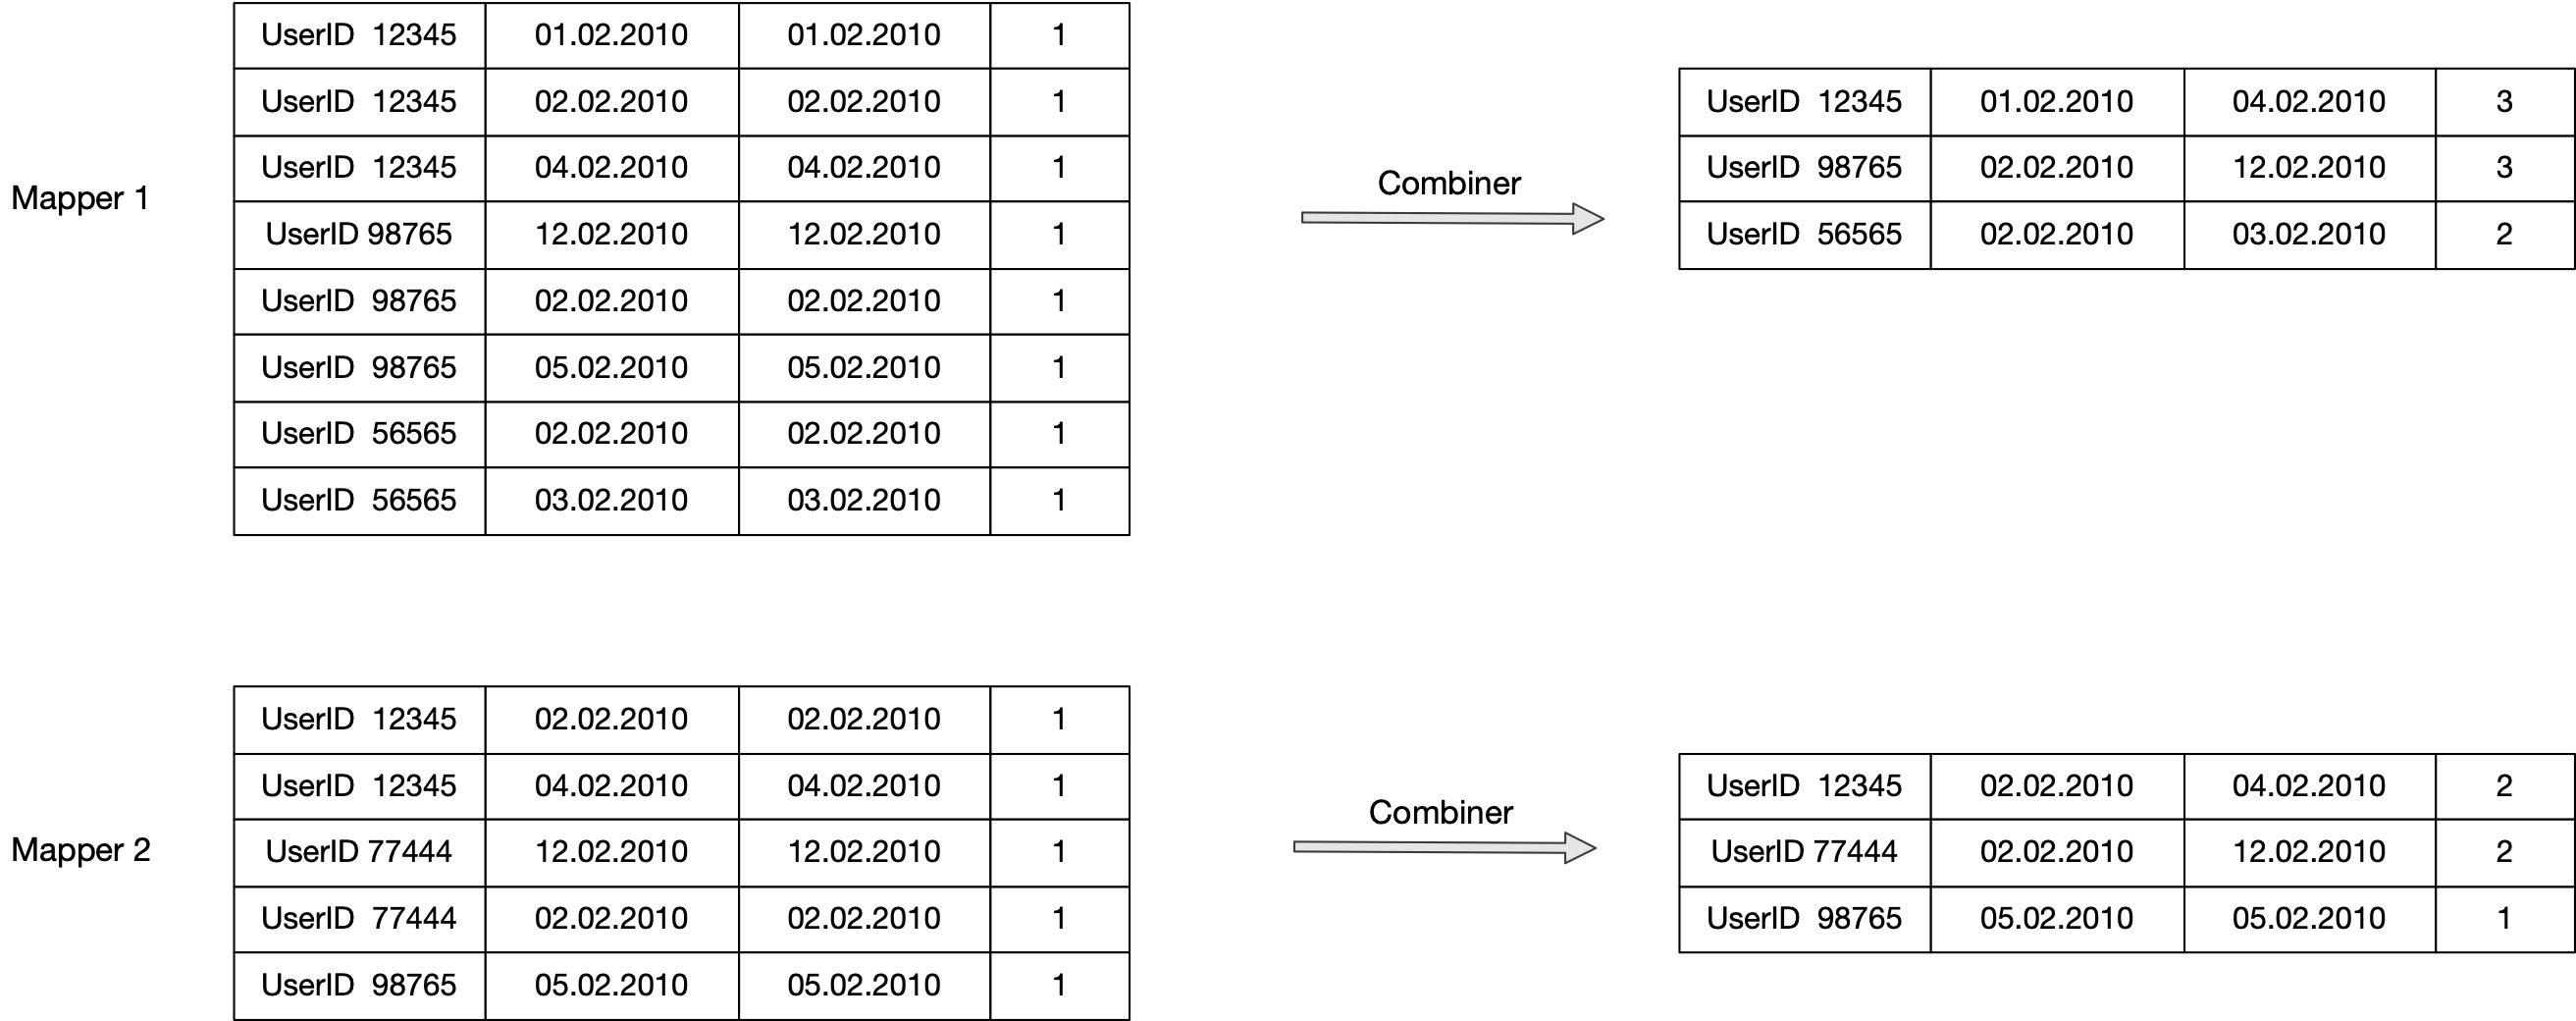 UserID 12345 01.02.2010 01.02.2010 1
UserID 12345 02.02.2010 02.02.2010 1
UserID 12345 04.02.2010 04.02.2010 1
Mapper 1
UserID 98765 12.02.2010 12.02.2010 1
UserID 98765 02.02.2010 02.02.2010 1
UserID 98765 05.02.2010 05.02.2010 1
UserID 56565 02.02.2010 02.02.2010 1
UserID 56565 03.02.2010 03.02.2010 1
Combiner
UserID 12345 01.02.2010 04.02.2010 3
UserID 98765 02.02.2010 12.02.2010 3
UserID 56565 02.02.2010 03.02.2010 2
UserID 12345 02.02.2010 02.02.2010 1
UserID 12345 04.02.2010 04.02.2010 1
Mapper 2
UserID 77444 12.02.2010 12.02.2010 1
UserID 77444 02.02.2010 02.02.2010 1
UserID 98765 05.02.2010 05.02.2010 1
Combiner
UserID 12345 02.02.2010 04.02.2010 2
UserID 77444 02.02.2010 12.02.2010 2
UserID 98765 05.02.2010 05.02.2010 1